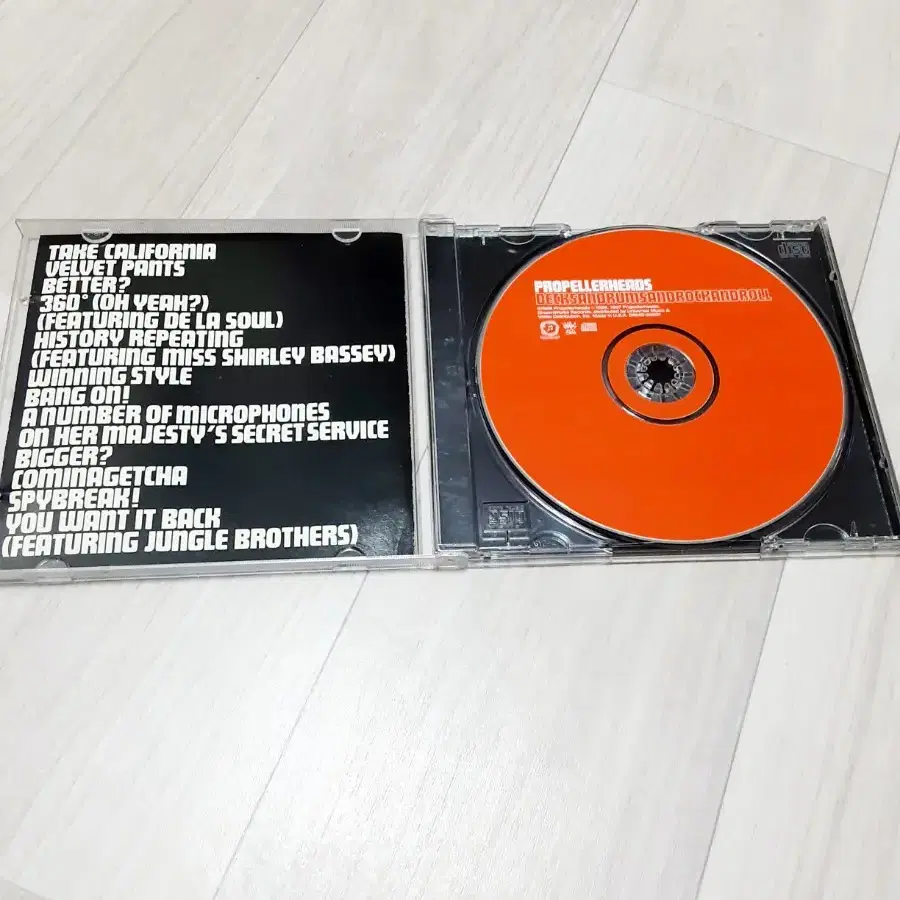 TAKE CALIFORNIA
VELVET PANTS
BETTER?
360° (OH YEAH?)
(FEATURING DE LA SOUL)
HISTORY REPEATING
(FEATURING MISS SHIRLEY BASSEY)
WINNING STYLE
BANG ON!
A NUMBER OF MICROPHONES
ON HER MAJESTY'S SECRET SERVICE
BIGGER?
COMINAGETCHA
SPYBREAK!
YOU WANT IT BACK
(FEATURING JUNGLE BROTHERS)
PROPELLERHEADS
DECKSANDRUMSANDROCKANDROLL